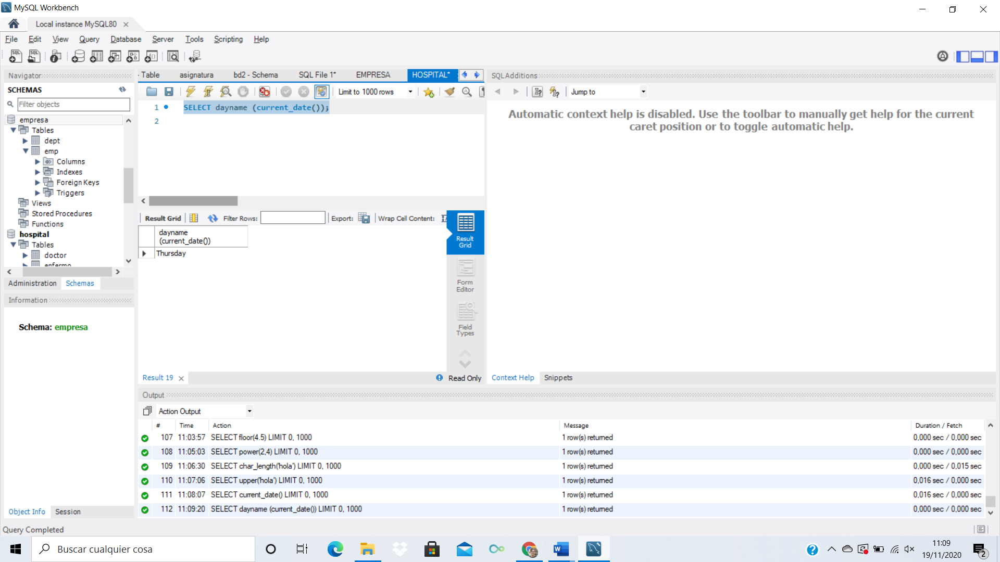 MySQL Workbench
Local instance MySQL80
File Edit View Query Database Server Tools Scripting Help
Navigator
SCHEMAS
Filter objects
empresa
Tables
dept
emp
Columns
Indexes
Foreign Keys
Triggers
Views
Stored Procedures
Functions
hospital
Tables
doctor
enfermo
Administration Schemas
Information
Schema: empresa
Object Info Session
Table asignatura bd2 - Schema SQL File 1* EMPRESA HOSPITAL*
Limit to 1000 rows
1 SELECT dayname (current_date());
2
Result Grid Filter Rows: Export: Wrap Cell Content:
dayname
(current_date())
Thursday
Result
Grid
Form
Editor
Field
Types
Result 19
Read Only
SQLAdditions
Jump to
Automatic context help is disabled. Use the toolbar to manually get help for the current
caret position or to toggle automatic help.
Context Help Snippets
Output
Action Output
# Time Action Message Duration / Fetch
107 11:03:57 SELECT floor(4.5) LIMIT 0, 1000 1 row(s) returned 0,000 sec / 0,000 sec
108 11:05:03 SELECT power(2,4) LIMIT 0, 1000 1 row(s) returned 0,000 sec / 0,000 sec
109 11:06:30 SELECT char_length('hola') LIMIT 0, 1000 1 row(s) returned 0,000 sec / 0,015 sec
110 11:07:06 SELECT upper('hola') LIMIT 0, 1000 1 row(s) returned 0,016 sec / 0,000 sec
111 11:08:07 SELECT current_date() LIMIT 0, 1000 1 row(s) returned 0,016 sec / 0,000 sec
112 11:09:20 SELECT dayname (current_date()) LIMIT 0, 1000 1 row(s) returned 0,000 sec / 0,000 sec
Query Completed
Buscar cualquier cosa
11:09
19/11/2020
2